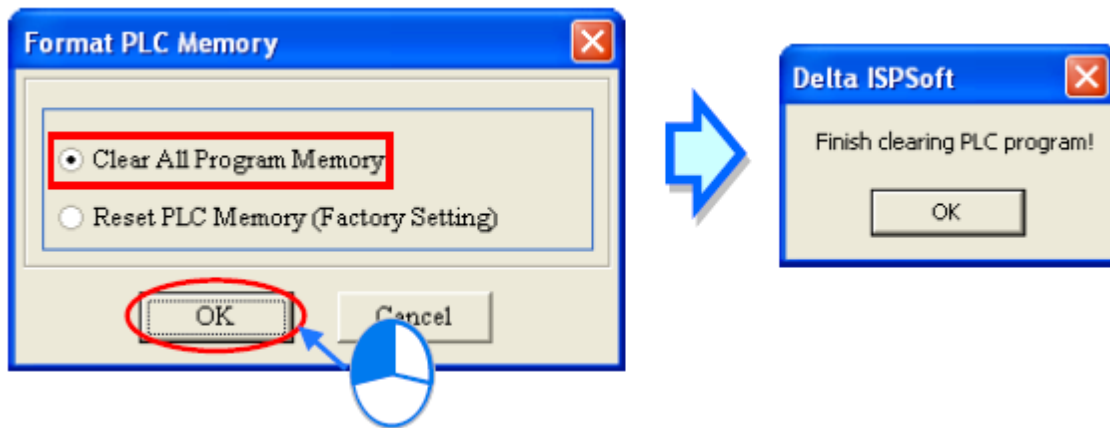 Format PLC Memory
Clear All Program Memory
Reset PLC Memory (Factory Setting)
OK
Cancel
Delta ISPSoft
Finish clearing PLC program!
OK